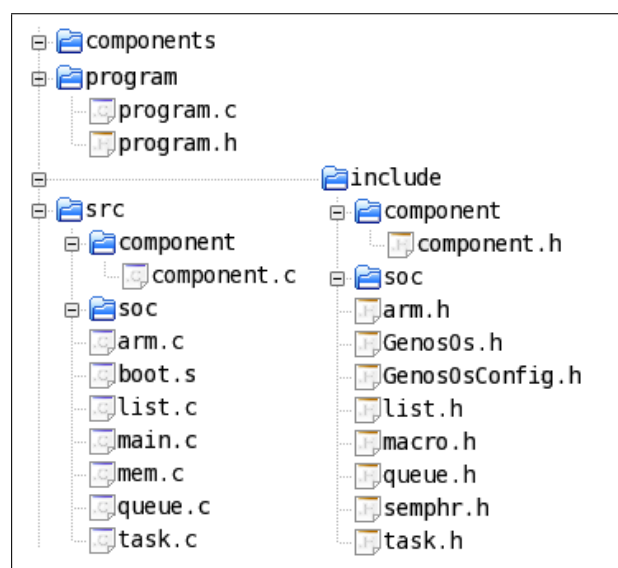 components
program
program.c
program.h
include
src
component
component.c
soc
arm.c
boot.s
list.c
main.c
mem.c
queue.c
task.c
component
component.h
soc
arm.h
GenosOs.h
GenosOsConfig.h
list.h
macro.h
queue.h
semphr.h
task.h